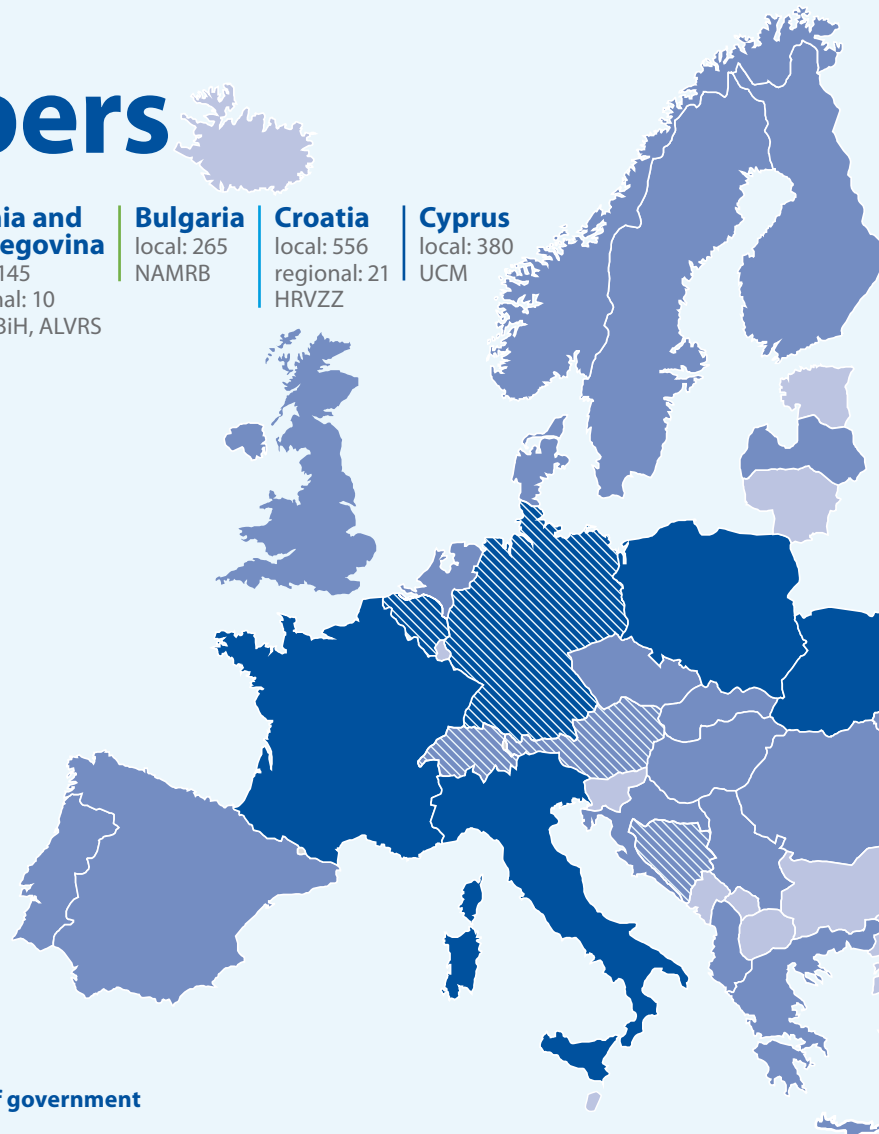 bers
nia and
egovina
145
nal: 10
BiH, ALVRS
Bulgaria
local: 265
NAMRB
Croatia
local: 556
regional: 21
HRVZZ
Cyprus
local: 380
UCM
f government